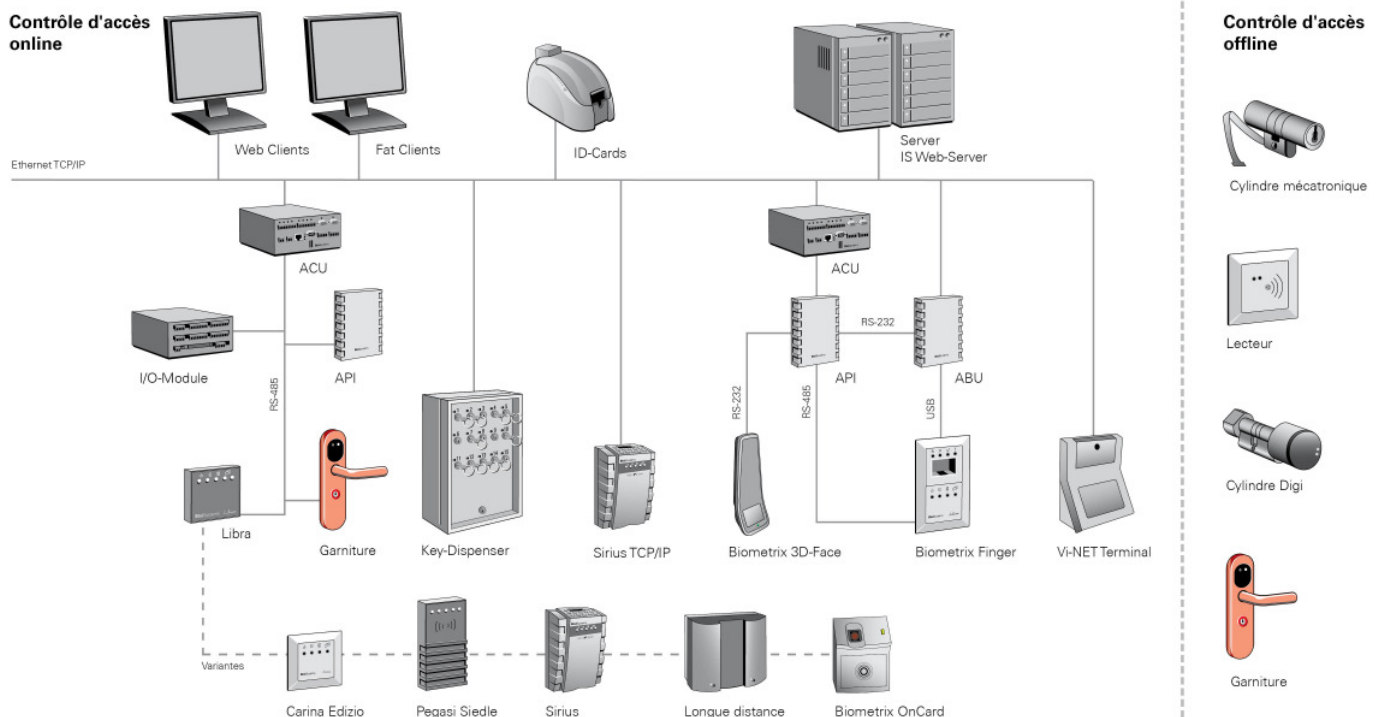 Contrôle d'accès
online
Contrôle d'accès
offline
Web Clients
Fat Clients
ID-Cards
Server
IS Web-Server
Ethernet TCP/IP
Cylindre mécatronique
ACU
ACU
RS-232
Lecteur
I/O-Module
API
API
ABU
RS-485
RS-232
RS-485
USB
Cylindre Digi
Libra
Garniture
Key-Dispenser
Sirius TCP/IP
Biometrix 3D-Face
Biometrix Finger
Vi-NET Terminal
Variantes
Garniture
Carina Edizio
Pegasi Siedle
Sirius
Longue distance
Biometrix OnCard